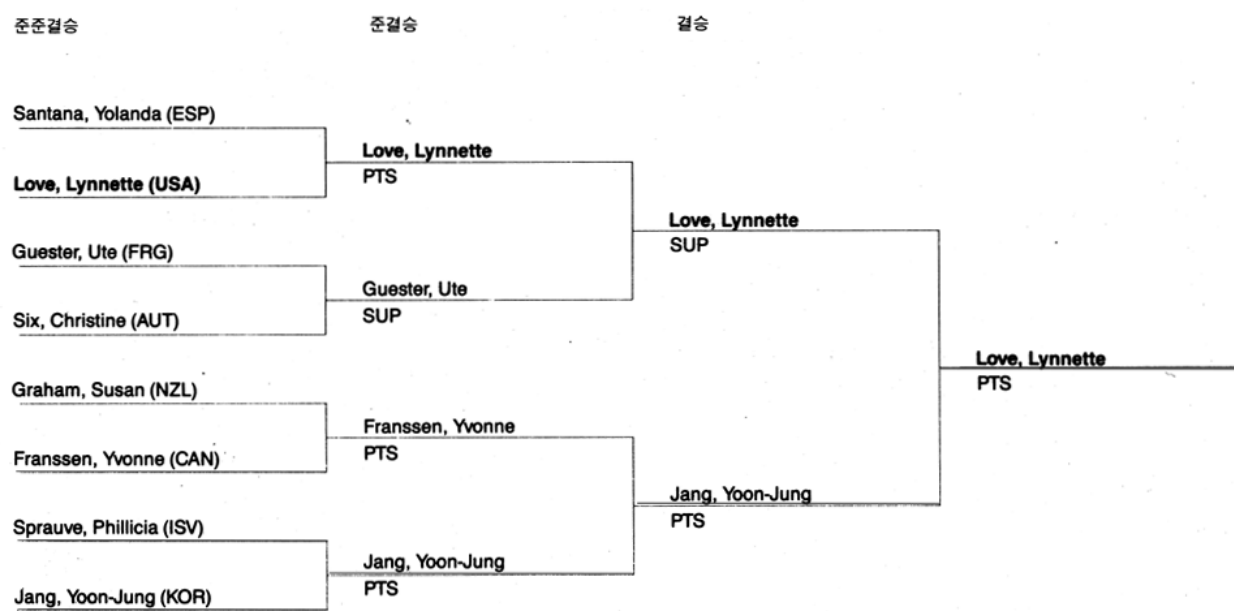 준준결승
준결승
결승
Santana, Yolanda (ESP)
Love, Lynnette (USA)
Guester, Ute (FRG)
Six, Christine (AUT)
Graham, Susan (NZL)
Franssen, Yvonne (CAN)
Sprauve, Phillicia (ISV)
Jang, Yoon-Jung (KOR)
Love, Lynnette
PTS
Guester, Ute
SUP
Franssen, Yvonne
PTS
Jang, Yoon-Jung
PTS
Love, Lynnette
SUP
Jang, Yoon-Jung
PTS
Love, Lynnette
PTS